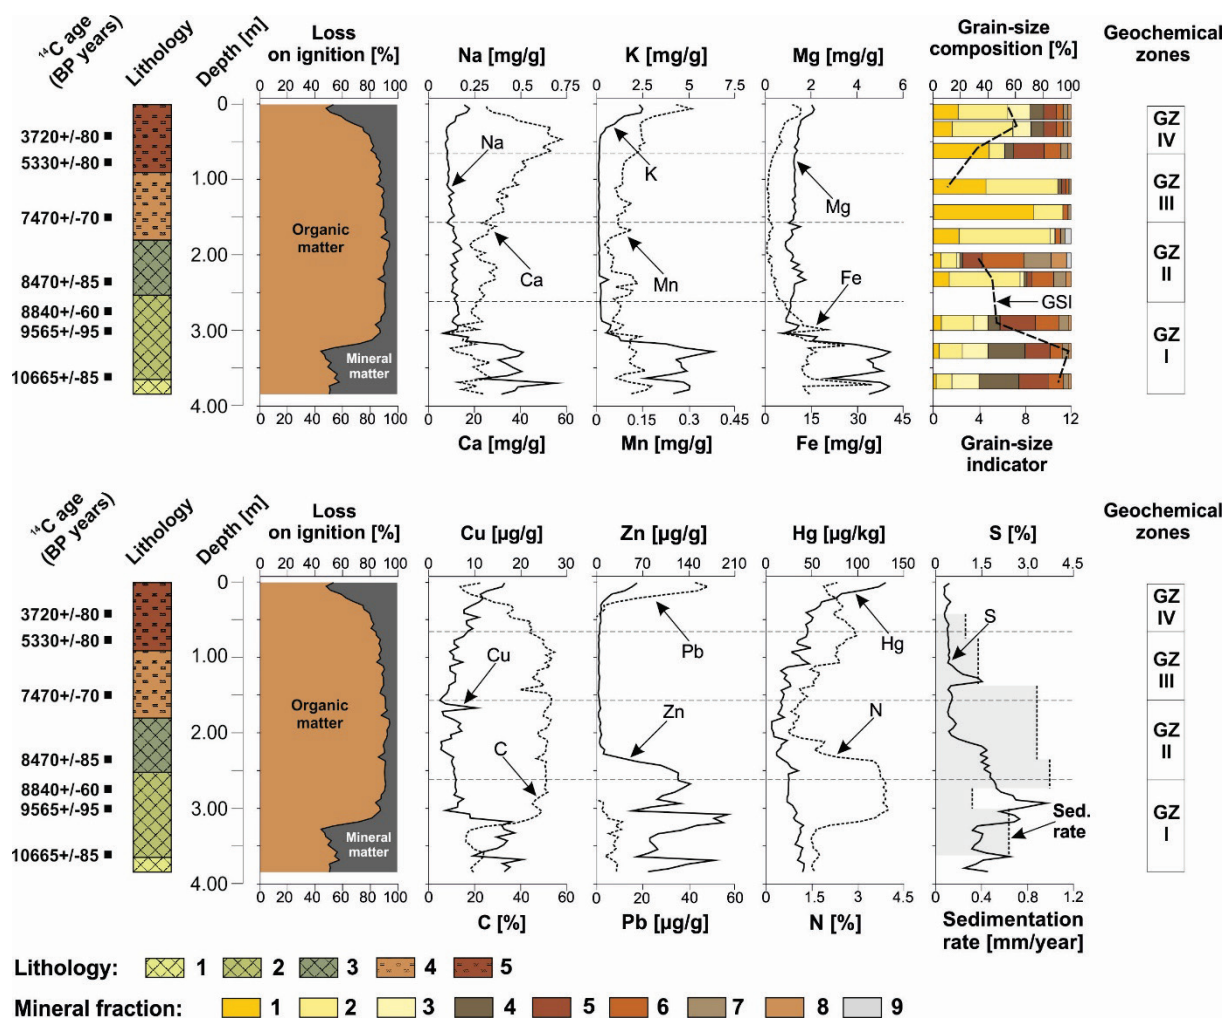 14C age
(BP years)
Lithology
Depth [m]
Loss
on ignition [%]
Na [mg/g]
K [mg/g]
Mg [mg/g]
Grain-size
composition [%]
Geochemical
zones
0 20 40 60 80 100
0 0.25 0.5 0.75
0 2.5 5 7.5
0 2 4 6
0 20 40 60 80 100
0
1.00
2.00
3.00
4.00
3720+/-80
5330+/-80
7470+/-70
8470+/-85
8840+/-60
9565+/-95
10665+/-85
Organic
matter
Mineral
matter
Na
Ca
K
Mn
Mg
Fe
GSI
GZ
IV
GZ
III
GZ
II
GZ
I
0 20 40 60 80 100
0 20 40 60
0 0.15 0.3 0.45
0 15 30 45
0 4 8 12
Ca [mg/g]
Mn [mg/g]
Fe [mg/g]
Grain-size
indicator
14C age
(BP years)
Lithology
Depth [m]
Loss
on ignition [%]
Cu [µg/g]
Zn [µg/g]
Hg [µg/kg]
S [%]
Geochemical
zones
0 20 40 60 80 100
0 10 20 30
0 70 140 210
0 50 100 150
0 1.5 3 4.5
0
1.00
2.00
3.00
4.00
3720+/-80
5330+/-80
7470+/-70
8470+/-85
8840+/-60
9565+/-95
10665+/-85
Organic
matter
Mineral
matter
Cu
C
Pb
Zn
Hg
N
S
Sed.
rate
GZ
IV
GZ
III
GZ
II
GZ
I
0 20 40 60 80 100
0 20 40 60
0 20 40 60
0 1.5 3 4.5
0 0.4 0.8 1.2
C [%]
Pb [µg/g]
N [%]
Sedimentation
rate [mm/year]
Lithology: 1 2 3 4 5
Mineral fraction: 1 2 3 4 5 6 7 8 9